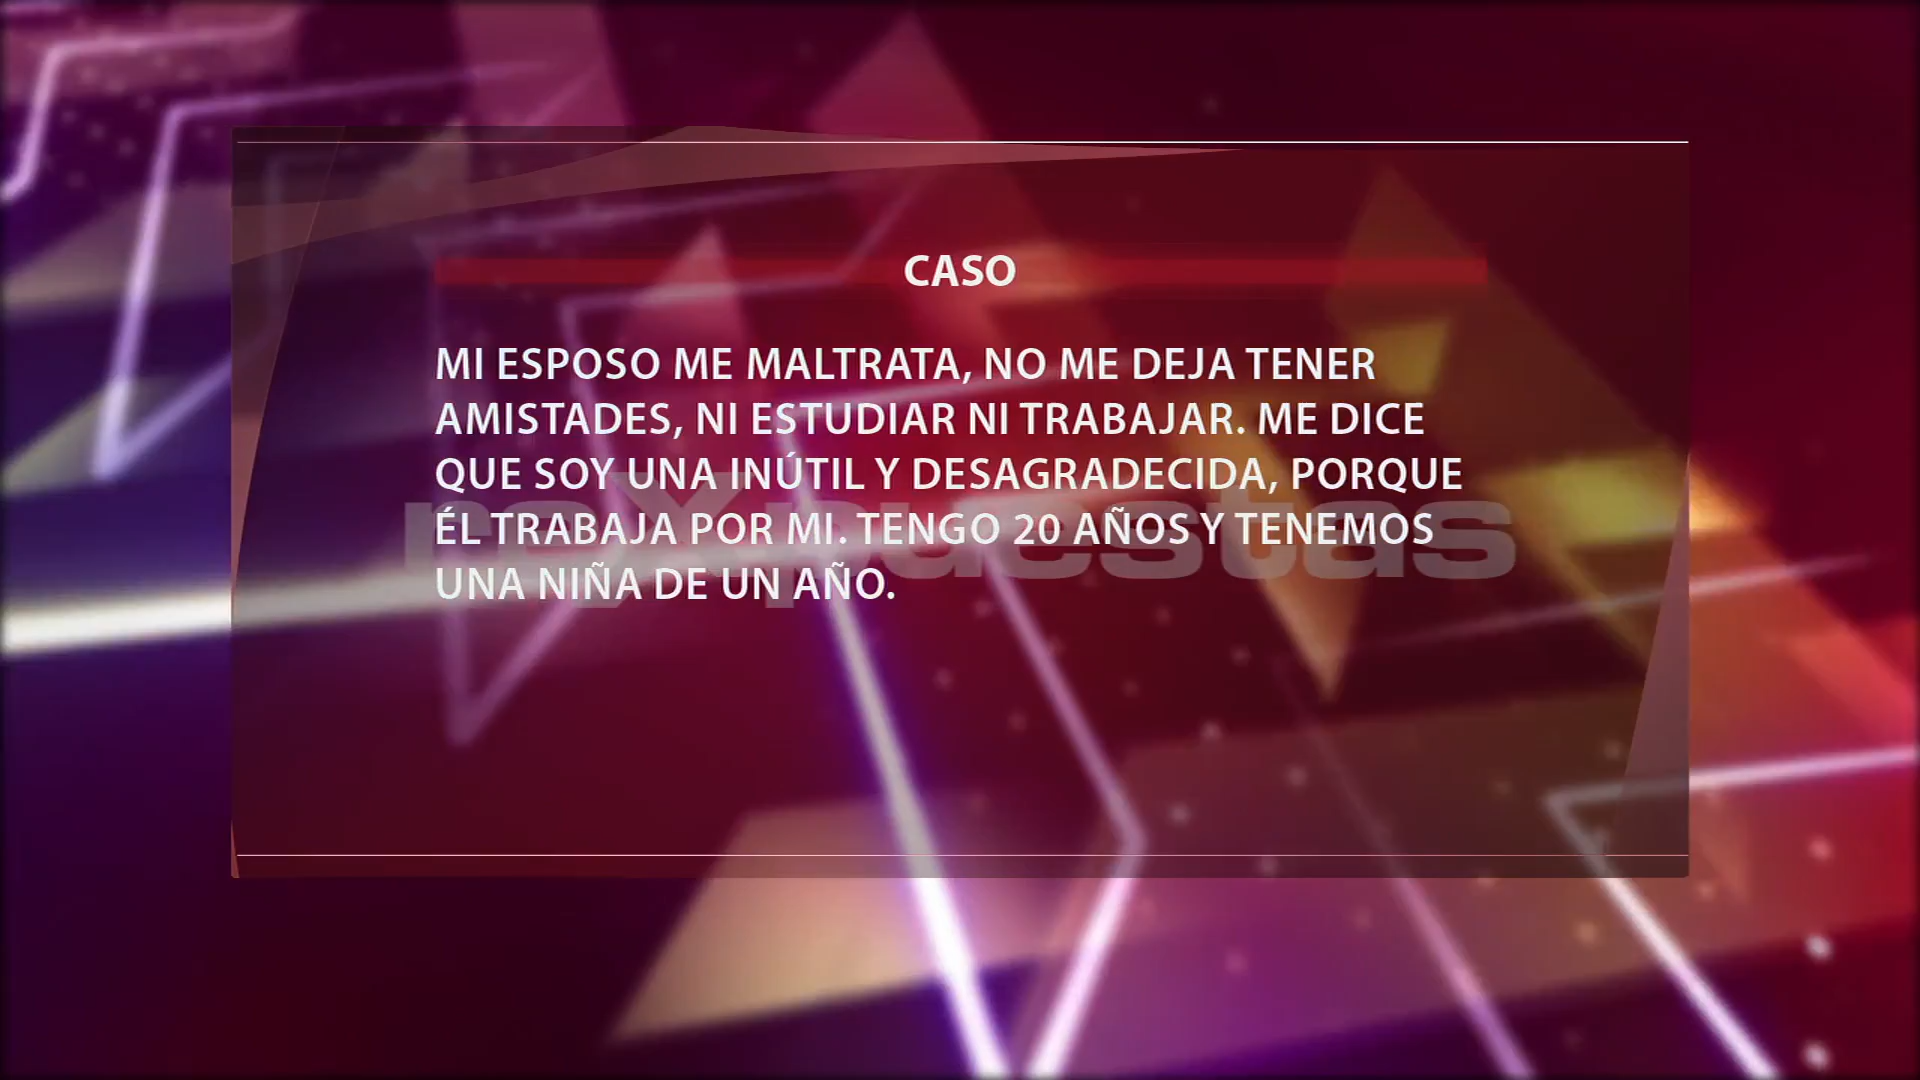 CASO
MI ESPOSO ME MALTRATA, NO ME DEJA TENER
AMISTADES, NI ESTUDIAR NI TRABAJAR. ME DICE
QUE SOY UNA INÚTIL Y DESAGRADECIDA, PORQUE
ÉL TRABAJA POR MI. TENGO 20 AÑOS Y TENEMOS
UNA NIÑA DE UN AÑO.
reXpuestas